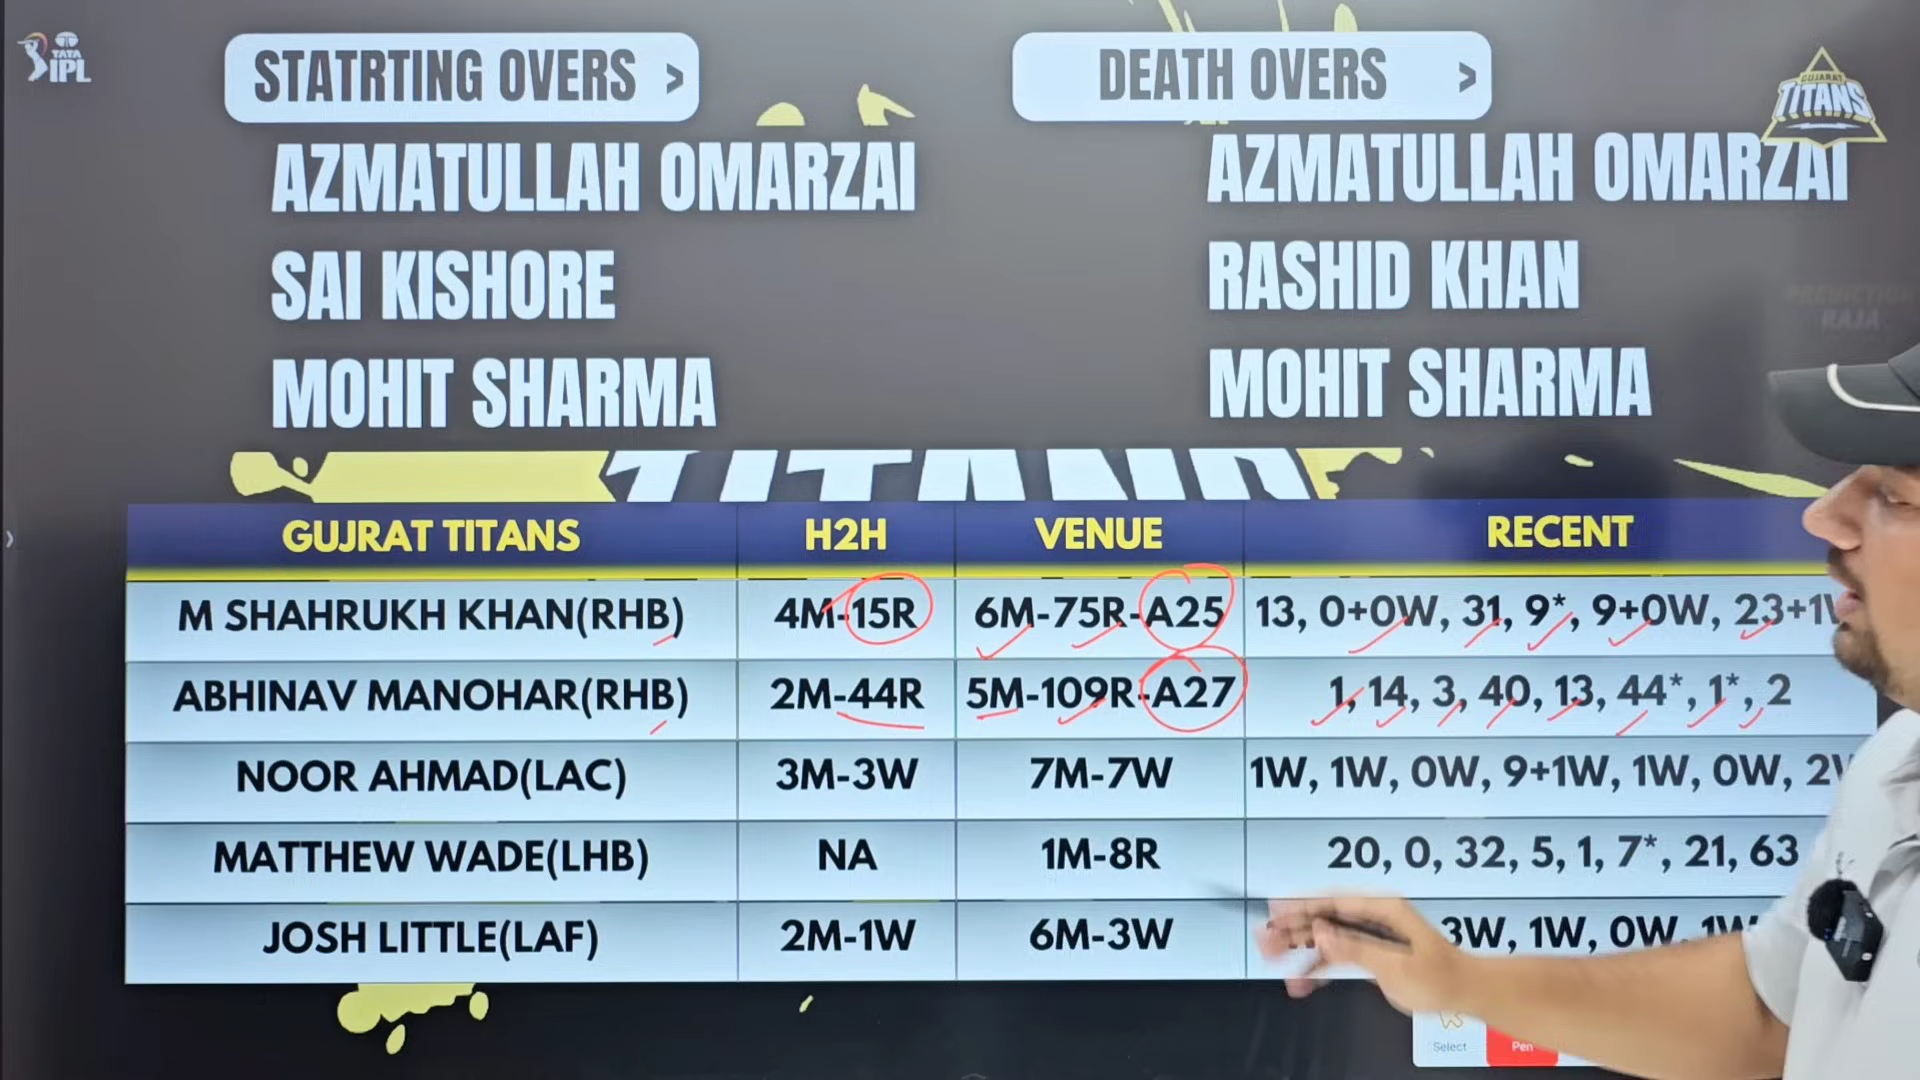 TATA
IPL
STATRTING OVERS >
DEATH OVERS >
GUJARAT
TITANS
AZMATULLAH OMARZAI
AZMATULLAH OMARZAI
SAI KISHORE
RASHID KHAN
PREDICTION
RAJA
MOHIT SHARMA
MOHIT SHARMA
TITANS
GUJRAT TITANS H2H VENUE RECENT
M SHAHRUKH KHAN(RHB) 4M-15R 6M-75R-A25 13, 0+0W, 31, 9*, 9+0W, 23+1W
ABHINAV MANOHAR(RHB) 2M-44R 5M-109R-A27 1, 14, 3, 40, 13, 44*, 1*, 2
NOOR AHMAD(LAC) 3M-3W 7M-7W 1W, 1W, 0W, 9+1W, 1W, 0W, 2W
MATTHEW WADE(LHB) NA 1M-8R 20, 0, 32, 5, 1, 7*, 21, 63
JOSH LITTLE(LAF) 2M-1W 6M-3W 3W, 1W, 0W, 1W
Select Pen